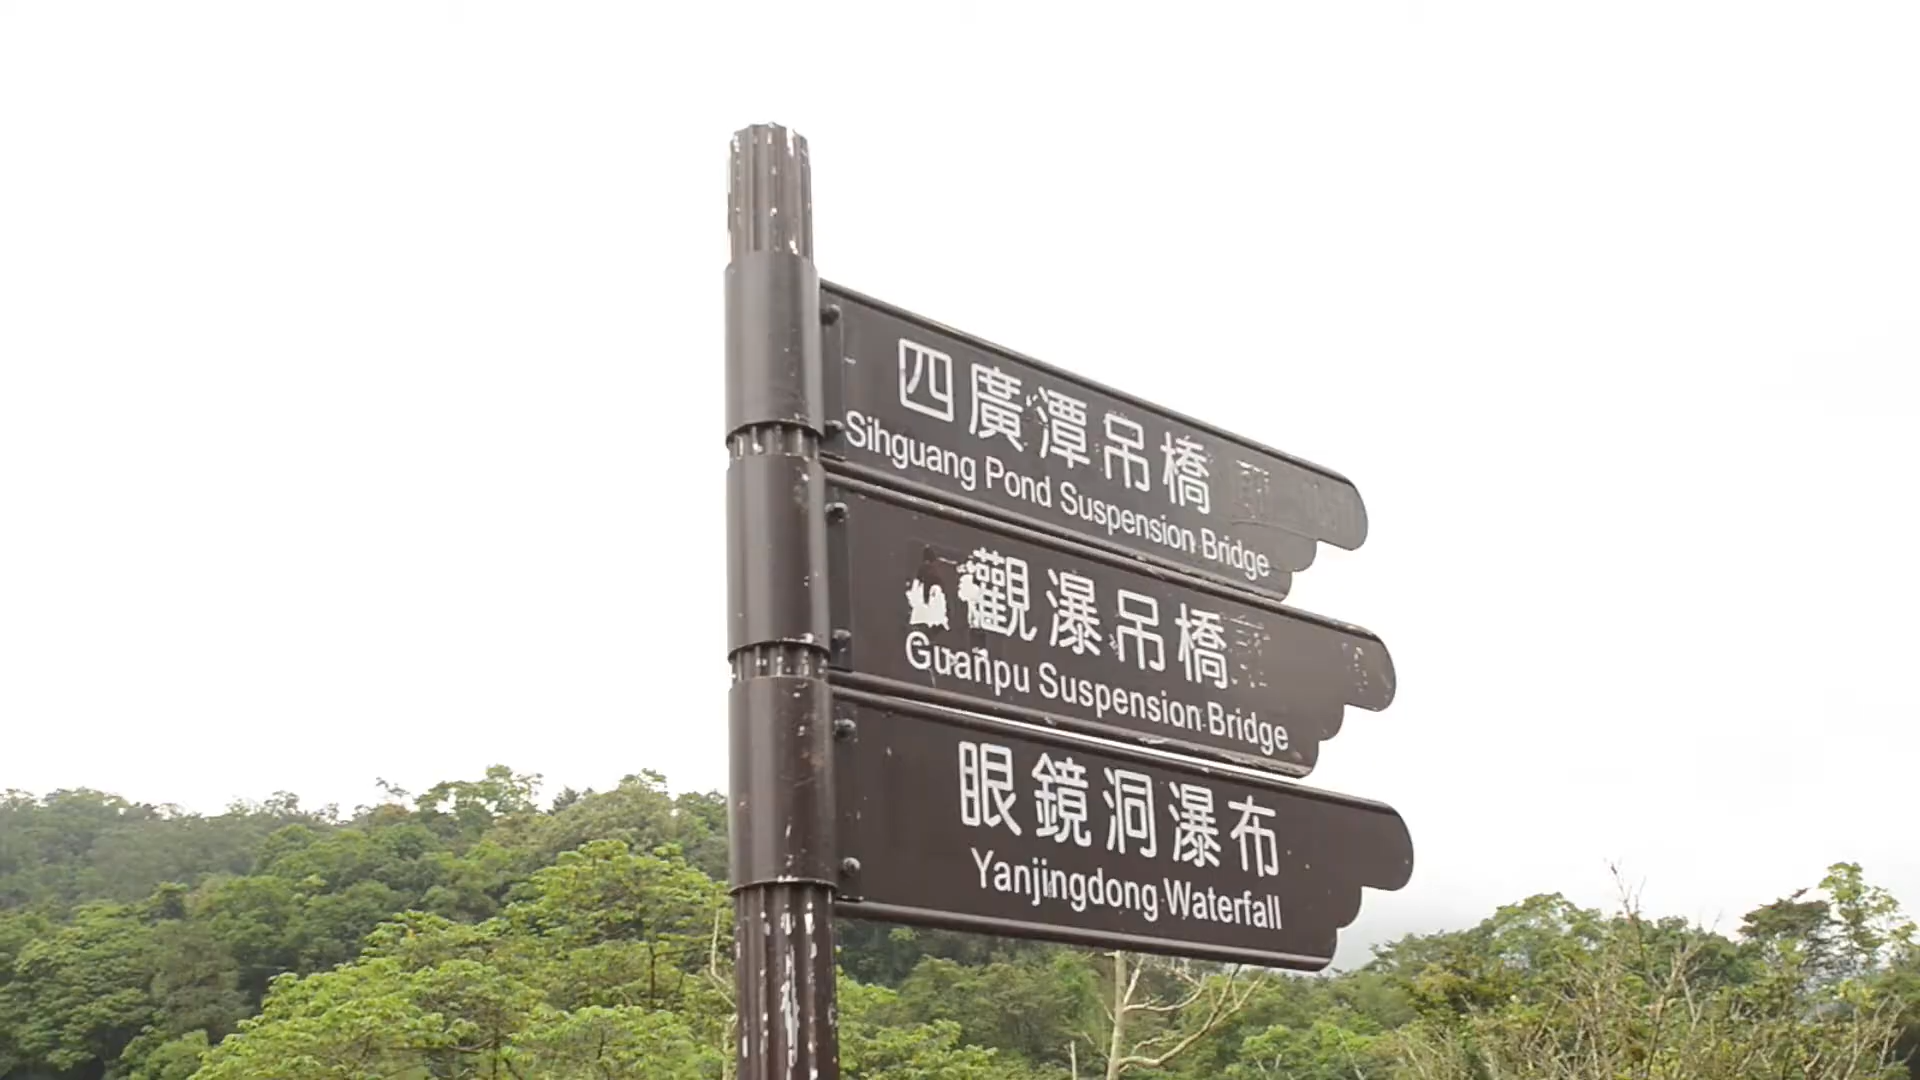 四廣潭吊橋
Sihguang Pond Suspension Bridge
觀瀑吊橋
Guanpu Suspension Bridge
眼鏡洞瀑布
Yanjingdong Waterfall